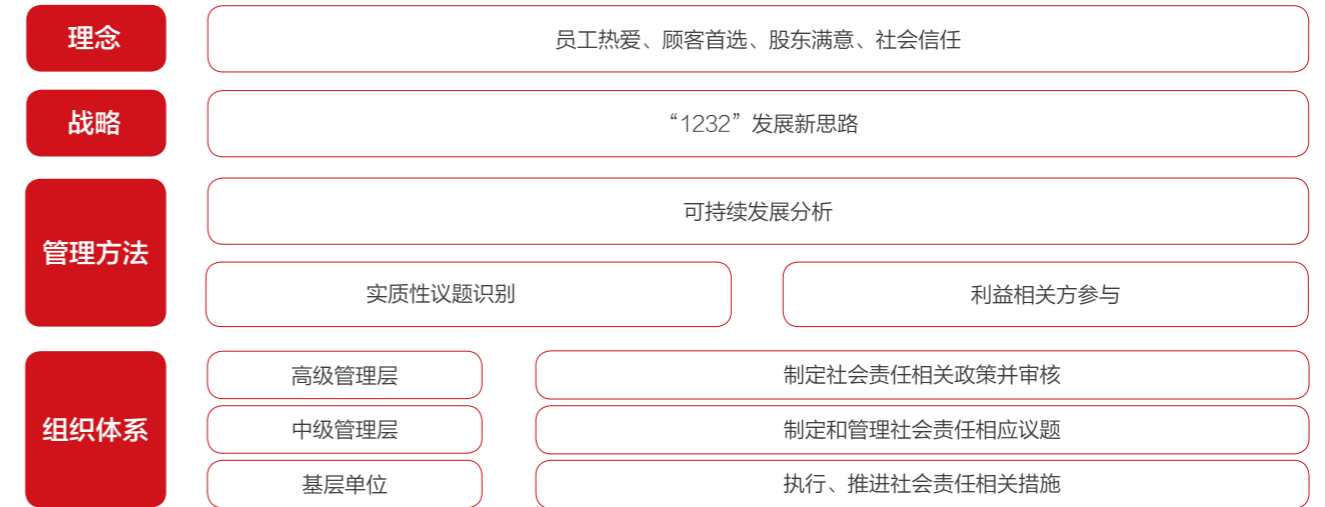 理念
员工热爱、顾客首选、股东满意、社会信任
战略
“1232”发展新思路
管理方法
可持续发展分析
实质性议题识别
利益相关方参与
组织体系
高级管理层
制定社会责任相关政策并审核
中级管理层
制定和管理社会责任相应议题
基层单位
执行、推进社会责任相关措施